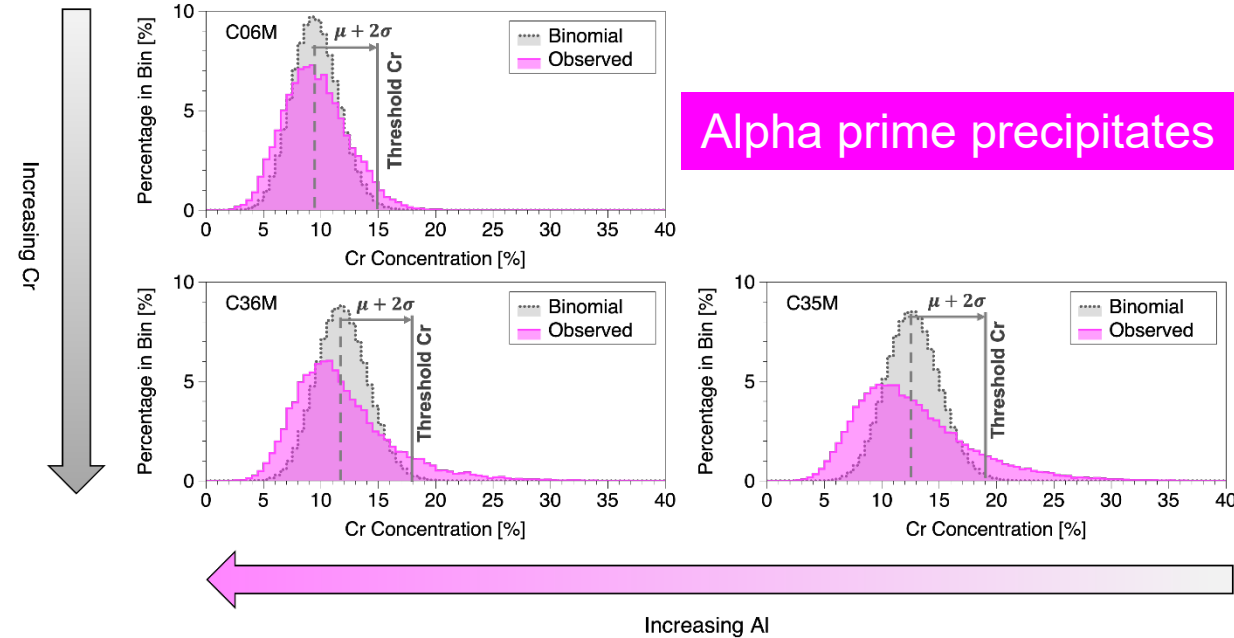 C06M
μ + 2σ
Binomial
Observed
Threshold Cr
Percentage in Bin [%]
10
5
0
0 5 10 15 20 25 30 35 40
Cr Concentration [%]
Alpha prime precipitates
Increasing Cr
C36M
μ + 2σ
Binomial
Observed
Threshold Cr
Percentage in Bin [%]
10
5
0
0 5 10 15 20 25 30 35 40
Cr Concentration [%]
C35M
μ + 2σ
Binomial
Observed
Threshold Cr
Percentage in Bin [%]
10
5
0
0 5 10 15 20 25 30 35 40
Cr Concentration [%]
Increasing Al